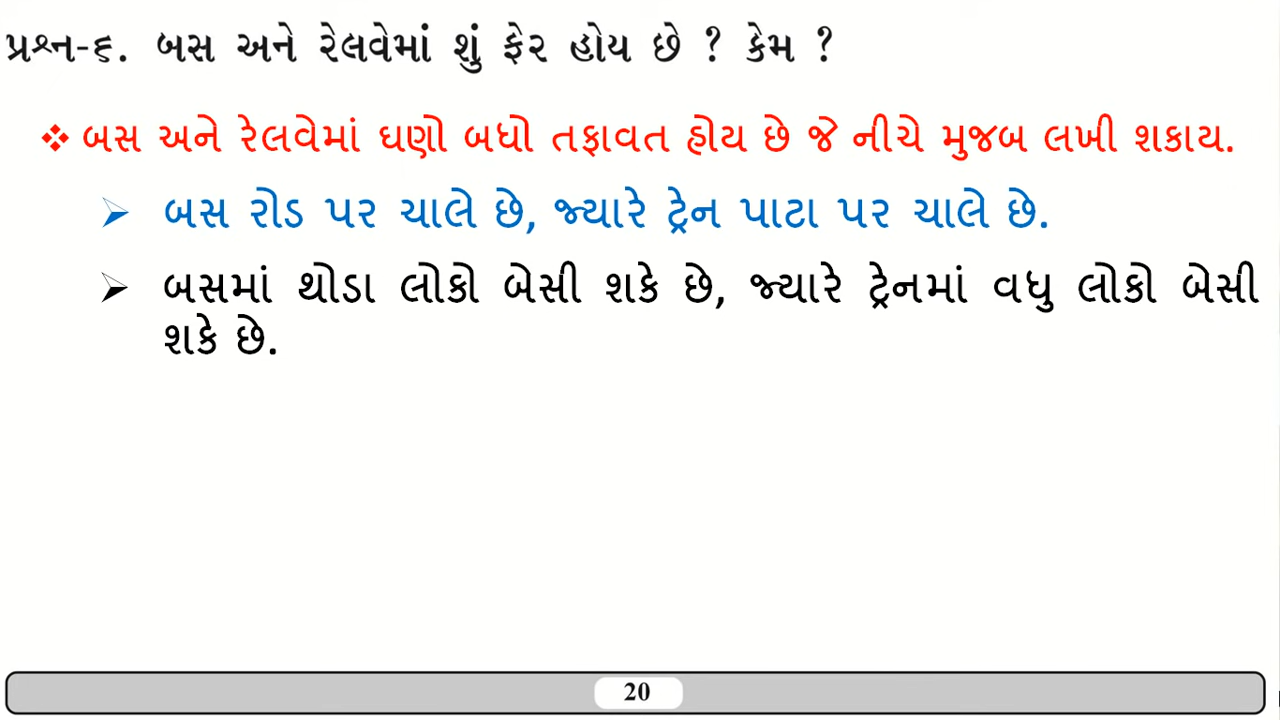 પ્રશ્ન-૬. બસ અને રેલવેમાં શું ફેર હોય છે ? કેમ ?
❖ બસ અને રેલવેમાં ઘણો બધો તફાવત હોય છે જે નીચે મુજબ લખી શકાય.
➢ બસ રોડ પર ચાલે છે, જ્યારે ટ્રેન પાટા પર ચાલે છે.
➢ બસમાં થોડા લોકો બેસી શકે છે, જ્યારે ટ્રેનમાં વધુ લોકો બેસી
શકે છે.
20